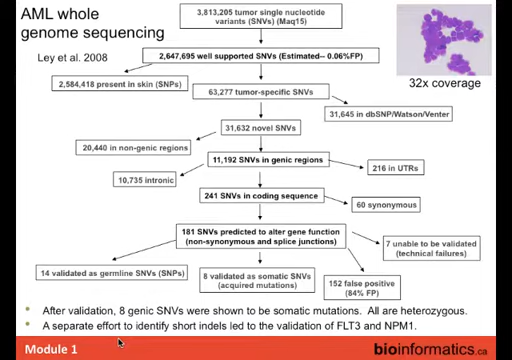 AML whole
genome sequencing
Ley et al. 2008
3,813,205 tumor single nucleotide
variants (SNVs) (Maq15)
32x coverage
2,647,695 well supported SNVs (Estimated-- 0.06%FP)
2,584,418 present in skin (SNPs)
63,277 tumor-specific SNVs
31,645 in dbSNP/Watson/Venter
31,632 novel SNVs
20,440 in non-genic regions
11,192 SNVs in genic regions
216 in UTRs
10,735 intronic
241 SNVs in coding sequence
60 synonymous
181 SNVs predicted to alter gene function
(non-synonymous and splice junctions)
7 unable to be validated
(technical failures)
14 validated as germline SNVs (SNPs)
8 validated as somatic SNVs
(acquired mutations)
152 false positive
(84% FP)
• After validation, 8 genic SNVs were shown to be somatic mutations. All are heterozygous.
• A separate effort to identify short indels led to the validation of FLT3 and NPM1.
Module 1
bioinformatics.ca